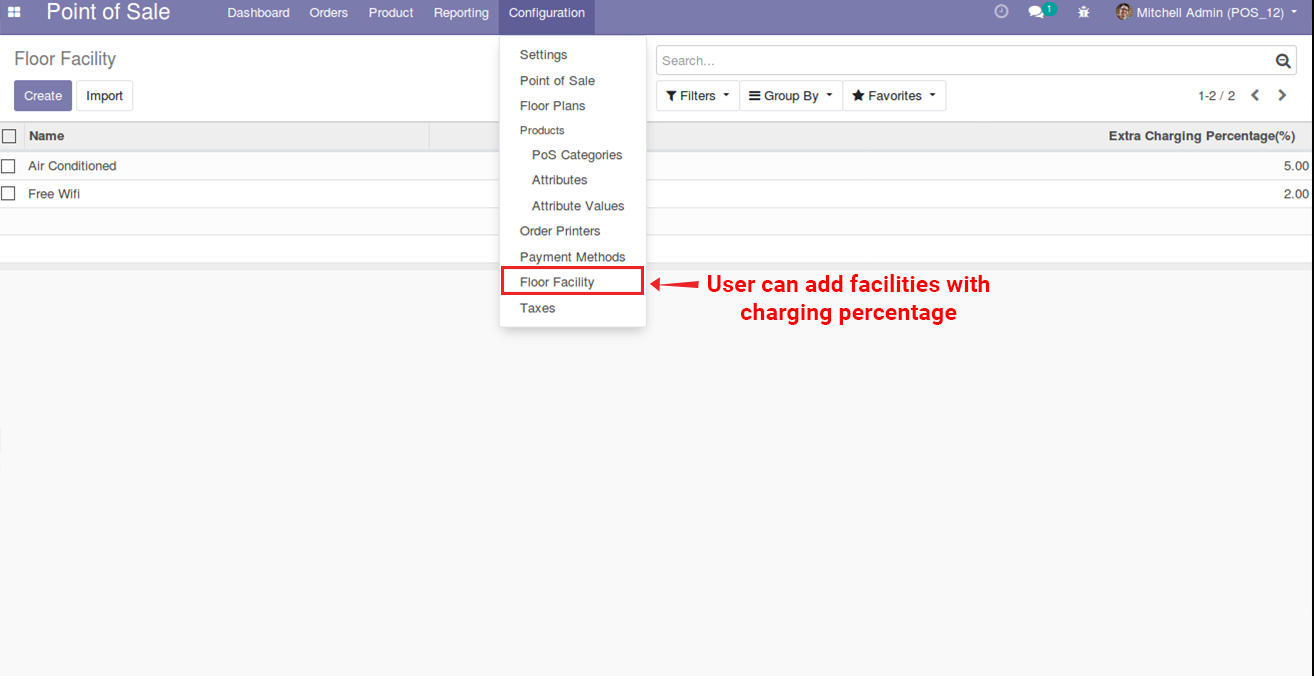 Point of Sale Dashboard Orders Product Reporting Configuration 1 Mitchell Admin (POS_12)
Floor Facility
Search...
Create Import
Filters Group By Favorites 1-2 / 2
Name Extra Charging Percentage(%)
Air Conditioned 5.00
Free Wifi 2.00
Settings
Point of Sale
Floor Plans
Products
PoS Categories
Attributes
Attribute Values
Order Printers
Payment Methods
Floor Facility
Taxes
User can add facilities with
charging percentage